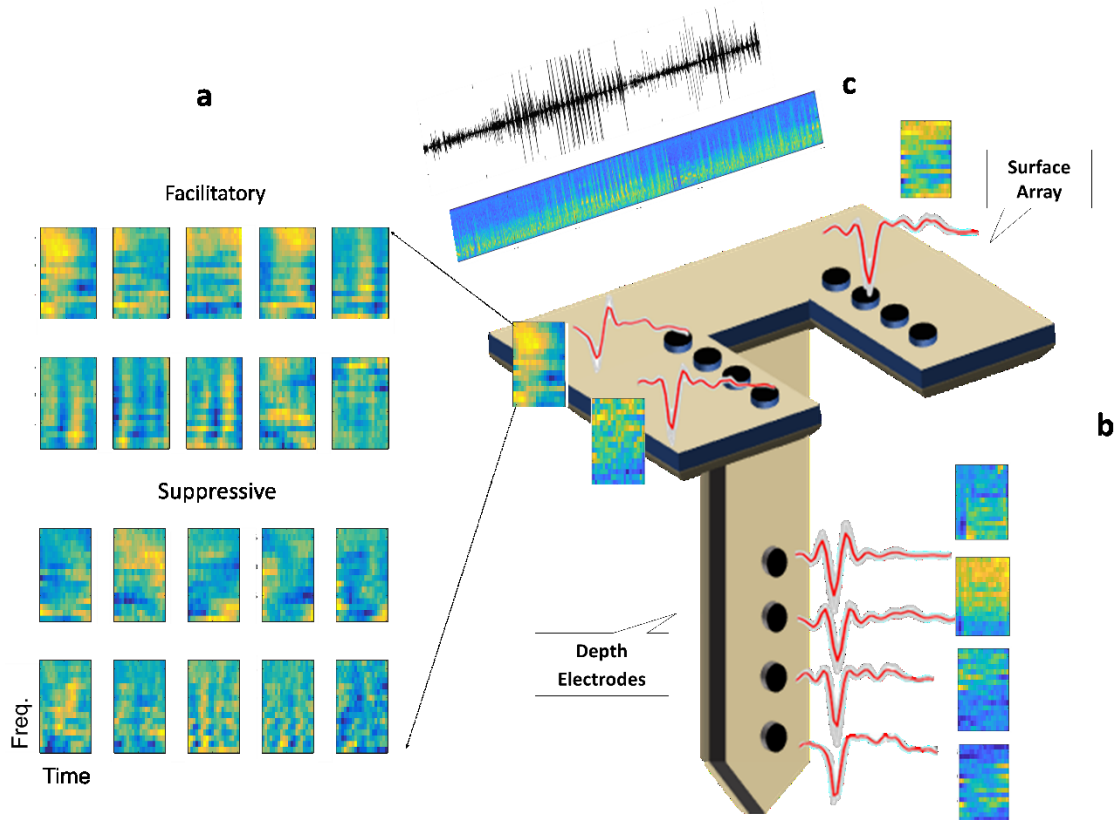 a
c
Surface
Array
Facilitatory
b
Suppressive
Depth
Electrodes
Freq.
Time